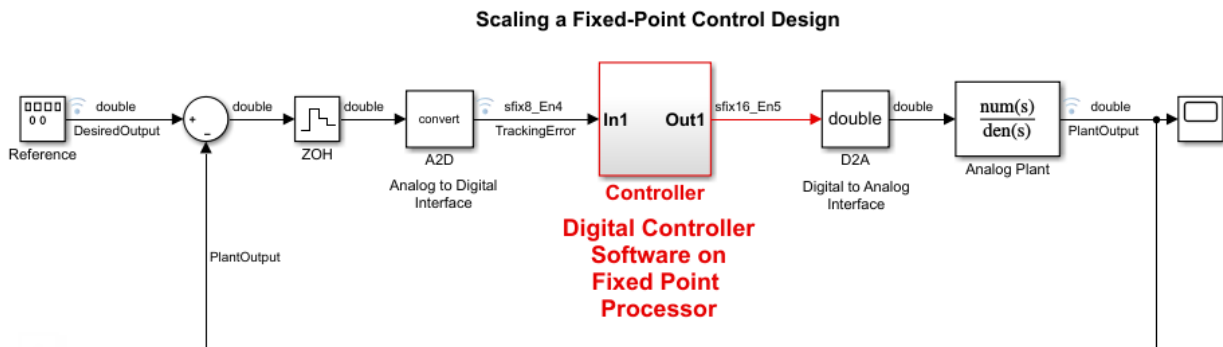 Scaling a Fixed-Point Control Design
double
DesiredOutput
Reference
+
−
double
ZOH
double
convert
A2D
Analog to Digital
Interface
sfix8_En4
TrackingError
In1
Out1
Controller
Digital Controller
Software on
Fixed Point
Processor
sfix16_En5
double
D2A
Digital to Analog
Interface
double
num(s)
den(s)
Analog Plant
double
PlantOutput
PlantOutput